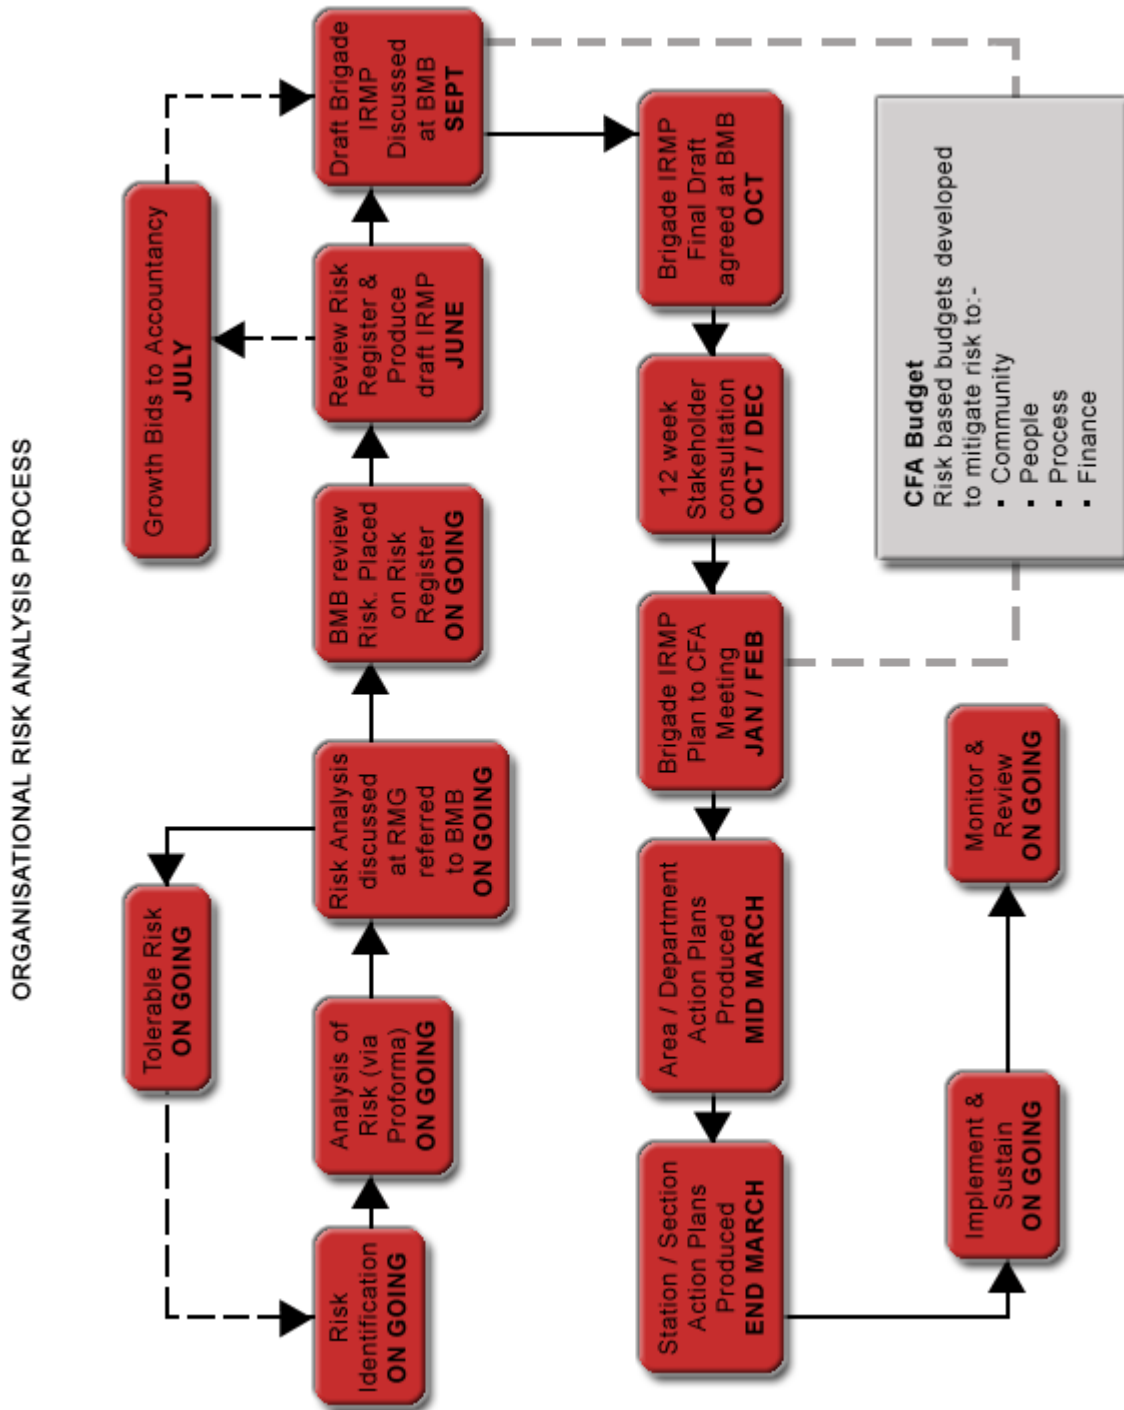 ORGANISATIONAL RISK ANALYSIS PROCESS
Risk
Identification
ON GOING
Analysis of
Risk (via
Proforma)
ON GOING
Tolerable Risk
ON GOING
Risk Analysis
discussed
at RMG
referred
to BMB
ON GOING
BMB review
Risk. Placed
on Risk
Register
ON GOING
Review Risk
Register &
Produce
draft IRMP
JUNE
Growth Bids to Accountancy
JULY
Draft Brigade
IRMP
Discussed
at BMB
SEPT
Brigade IRMP
Final Draft
agreed at BMB
OCT
12 week
Stakeholder
consultation
OCT / DEC
Brigade IRMP
Plan to CFA
Meeting
JAN / FEB
Area / Department
Action Plans
Produced
MID MARCH
Station / Section
Action Plans
Produced
END MARCH
Implement &
Sustain
ON GOING
Monitor &
Review
ON GOING
CFA Budget
Risk based budgets developed
to mitigate risk to:-
▪ Community
▪ People
▪ Process
▪ Finance